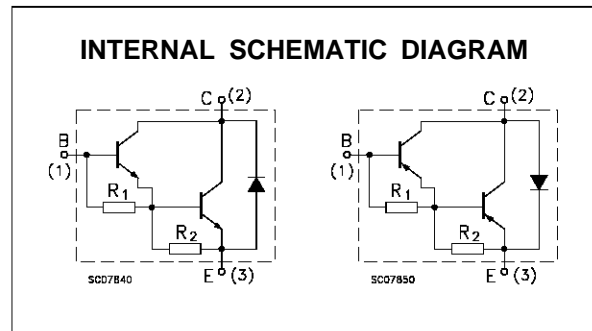 INTERNAL SCHEMATIC DIAGRAM
C (2)
B
(1)
R1
R2
SC07840
E (3)
C (2)
B
(1)
R1
R2
SC07850
E (3)